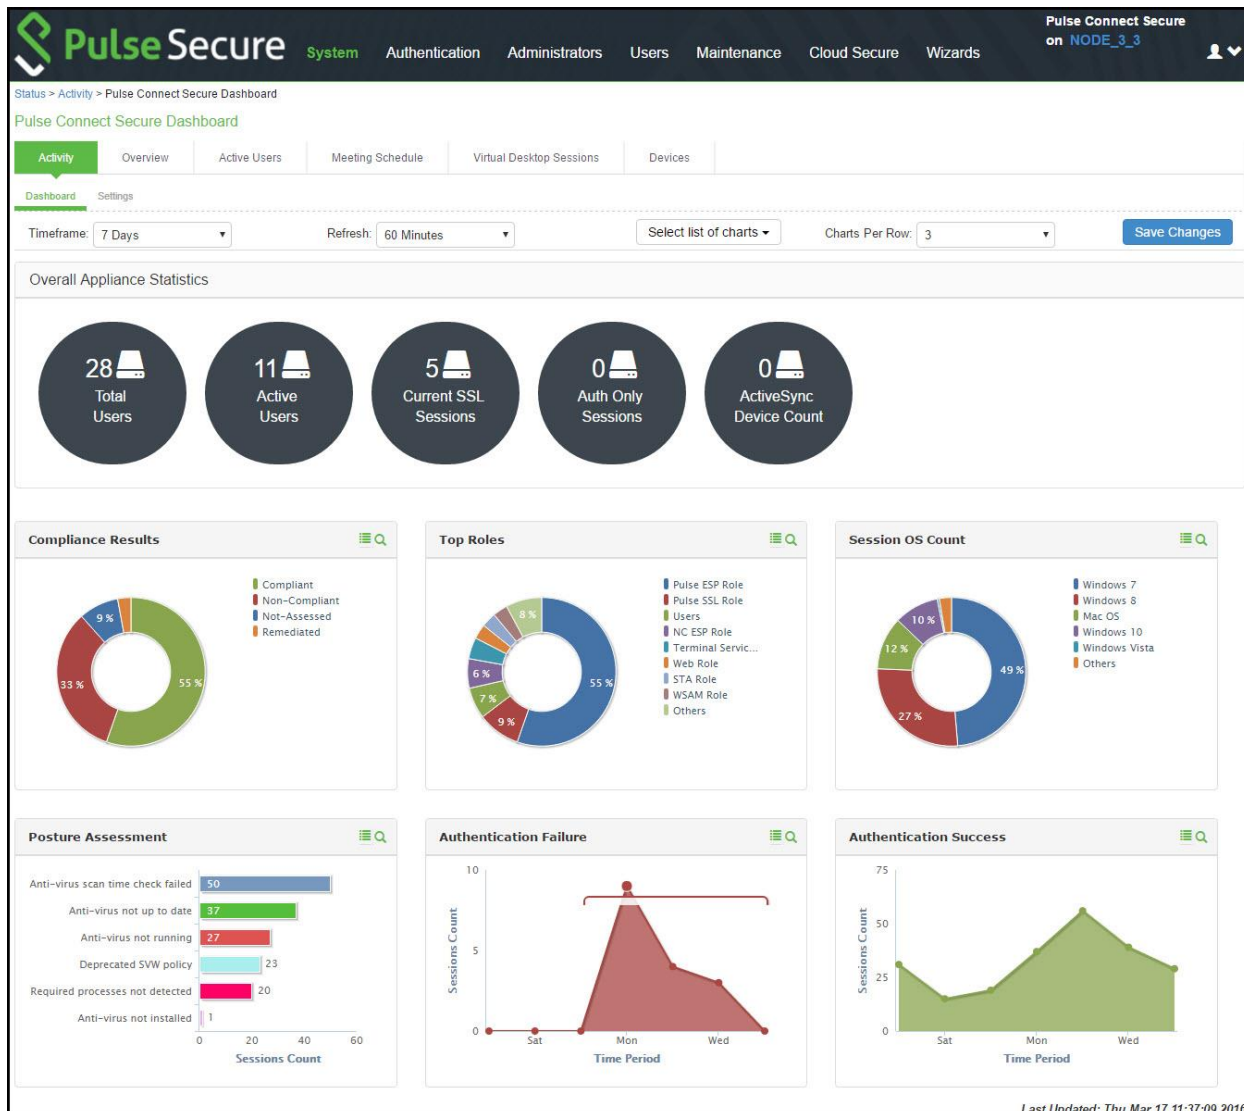 Pulse Secure
System Authentication Administrators Users Maintenance Cloud Secure Wizards
Pulse Connect Secure
on NODE_3_3
Status > Activity > Pulse Connect Secure Dashboard
Pulse Connect Secure Dashboard
Activity Overview Active Users Meeting Schedule Virtual Desktop Sessions Devices
Dashboard Settings
Timeframe: 7 Days Refresh: 60 Minutes Select list of charts Charts Per Row: 3 Save Changes
Overall Appliance Statistics
28
Total
Users
11
Active
Users
5
Current SSL
Sessions
0
Auth Only
Sessions
0
ActiveSync
Device Count
Compliance Results
9 %
33 %
55 %
Compliant
Non-Compliant
Not-Assessed
Remediated
Top Roles
8 %
6 %
7 %
9 %
55 %
Pulse ESP Role
Pulse SSL Role
Users
NC ESP Role
Terminal Servic...
Web Role
STA Role
WSAM Role
Others
Session OS Count
10 %
12 %
27 %
49 %
Windows 7
Windows 8
Mac OS
Windows 10
Windows Vista
Others
Posture Assessment
Anti-virus scan time check failed 50
Anti-virus not up to date 37
Anti-virus not running 27
Deprecated SVW policy 23
Required processes not detected 20
Anti-virus not installed 1
0 20 40 60
Sessions Count
Authentication Failure
Sessions Count
10
5
0
Sat Mon Wed
Time Period
Authentication Success
Sessions Count
75
50
25
0
Sat Mon Wed
Time Period
Last Updated: Thu Mar 17 11:37:09 2016